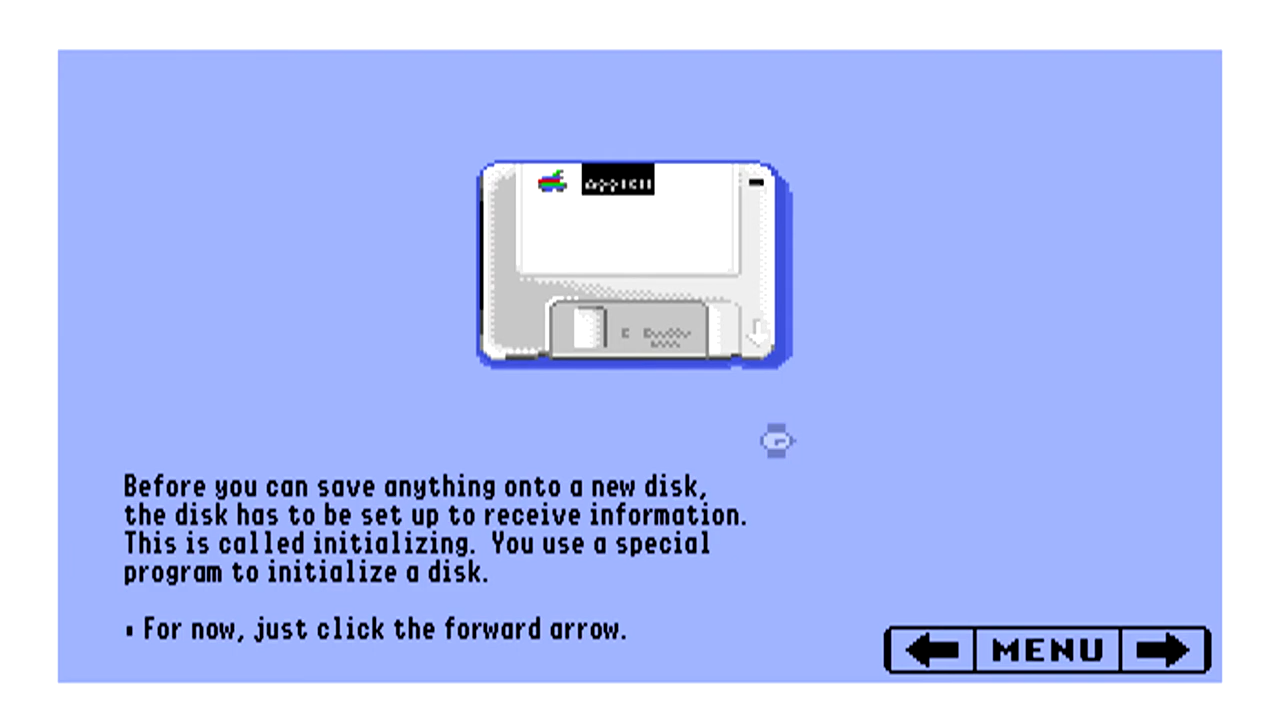 Before you can save anything onto a new disk,
the disk has to be set up to receive information.
This is called initializing.  You use a special
program to initialize a disk.
▪ For now, just click the forward arrow.
MENU